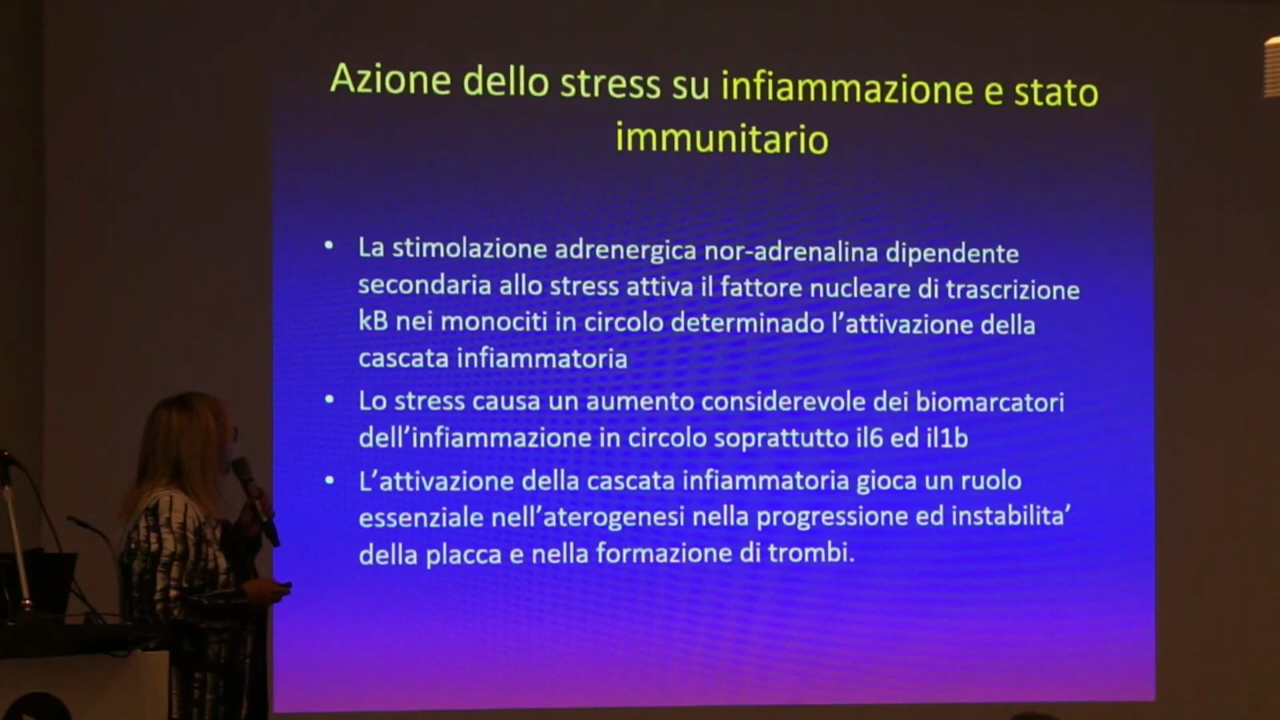 Azione dello stress su infiammazione e stato
immunitario
• La stimolazione adrenergica nor-adrenalina dipendente
secondaria allo stress attiva il fattore nucleare di trascrizione
kB nei monociti in circolo determinado l'attivazione della
cascata infiammatoria
• Lo stress causa un aumento considerevole dei biomarcatori
dell'infiammazione in circolo soprattutto il6 ed il1b
• L'attivazione della cascata infiammatoria gioca un ruolo
essenziale nell'aterogenesi nella progressione ed instabilita'
della placca e nella formazione di trombi.